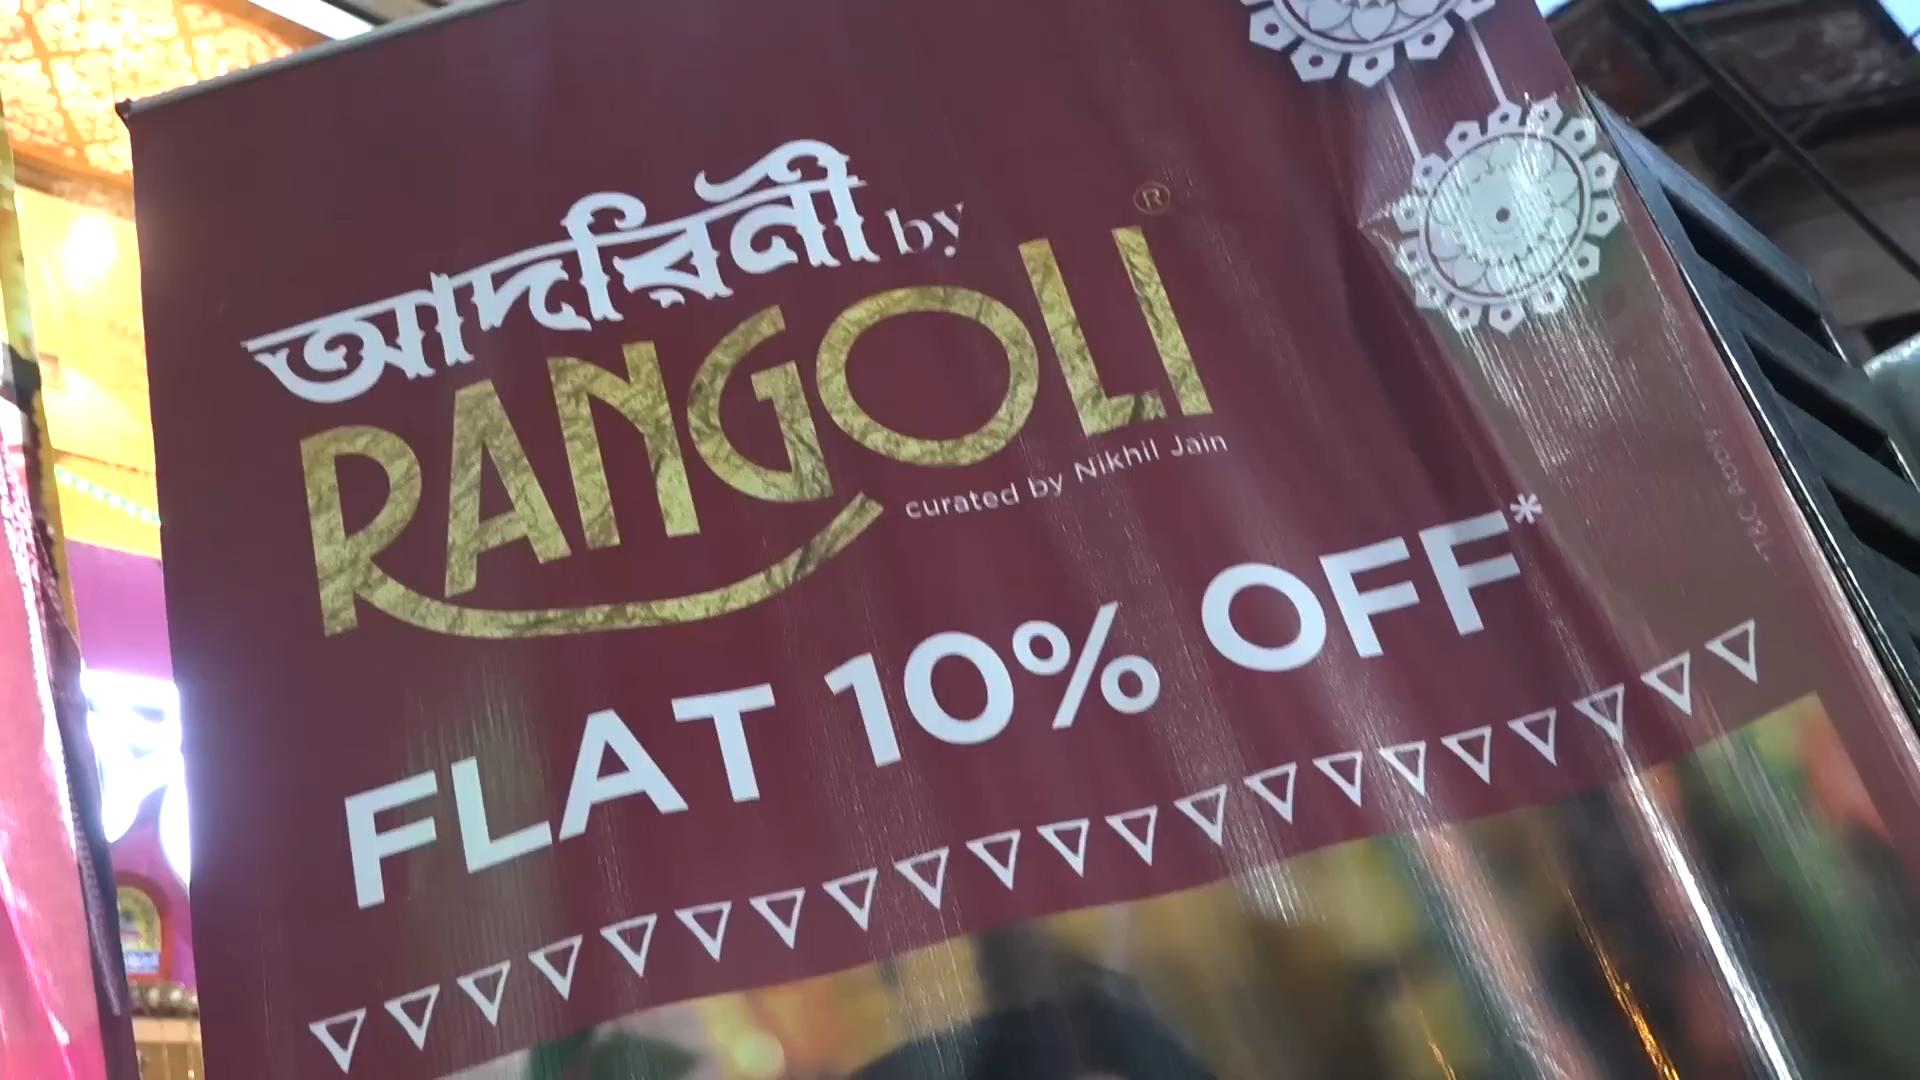 আদরিণী by
RANGOLI®
curated by Nikhil Jain
FLAT 10% OFF*
*T&C Apply